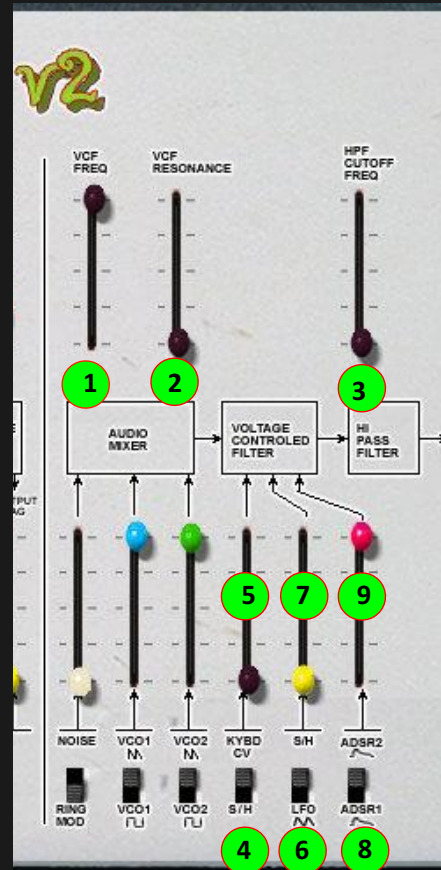 v2
VCF
FREQ
VCF
RESONANCE
HPF
CUTOFF
FREQ
1
2
3
AUDIO
MIXER
VOLTAGE
CONTROLED
FILTER
HI
PASS
FILTER
5
7
9
NOISE
VCO1
VCO2
KYBD
CV
S/H
ADSR2
RING
MOD
VCO1
VCO2
S/H
LFO
ADSR1
4
6
8